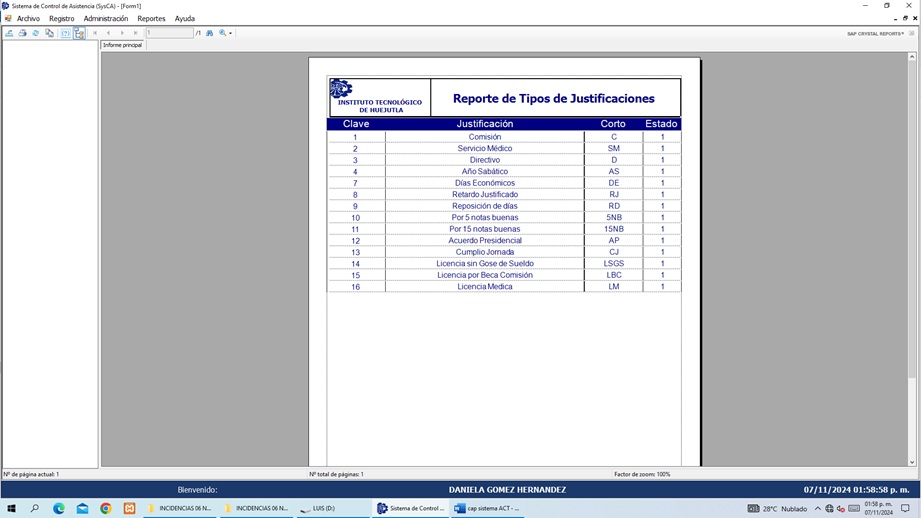 Sistema de Control de Asistencia (SysCA) - [Form1]
Archivo Registro Administración Reportes Ayuda
1 /1 SAP CRYSTAL REPORTS®
Informe principal
INSTITUTO TECNOLÓGICO
DE HUEJUTLA
Reporte de Tipos de Justificaciones
Clave Justificación Corto Estado
1 Comisión C 1
2 Servicio Médico SM 1
3 Directivo D 1
4 Año Sabático AS 1
7 Días Económicos DE 1
8 Retardo Justificado RJ 1
9 Reposición de días RD 1
10 Por 5 notas buenas 5NB 1
11 Por 15 notas buenas 15NB 1
12 Acuerdo Presidencial AP 1
13 Cumplio Jornada CJ 1
14 Licencia sin Gose de Sueldo LSGS 1
15 Licencia por Beca Comisión LBC 1
16 Licencia Medica LM 1
Nº de página actual: 1 Nº total de páginas: 1 Factor de zoom: 100%
Bienvenido: DANIELA GOMEZ HERNANDEZ 07/11/2024 01:58:58 p. m.
INCIDENCIAS 06 N... INCIDENCIAS 06 N... LUIS (D:) Sistema de Control ... cap sistema ACT - ... 28°C Nublado 01:58 p. m.
07/11/2024